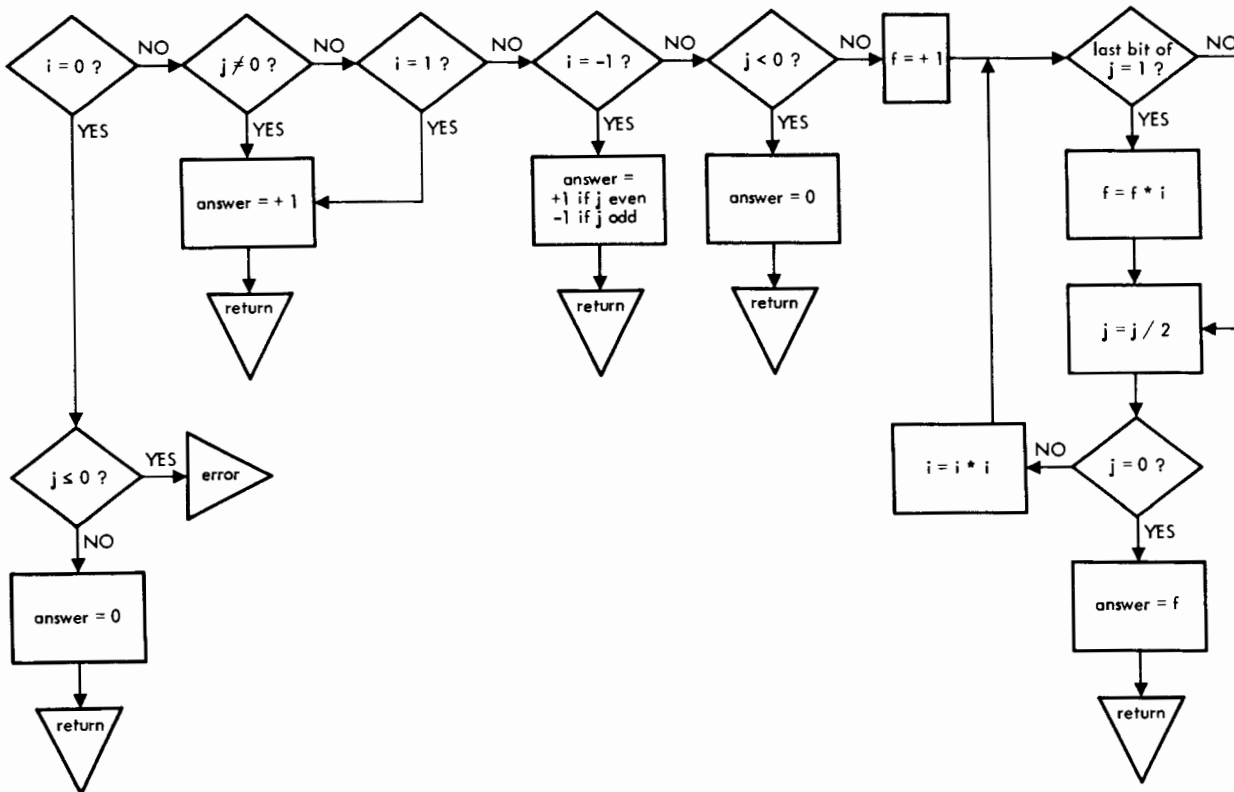 i = 0 ?
NO
j ≠ 0 ?
NO
i = 1 ?
NO
i = -1 ?
NO
j < 0 ?
NO
f = + 1
last bit of
j = 1 ?
NO
YES
YES
YES
YES
YES
YES
answer = + 1
answer =
+1 if j even
-1 if j odd
answer = 0
f = f * i
return
return
return
j = j / 2
j ≤ 0 ?
YES
error
i = i * i
NO
j = 0 ?
NO
YES
answer = 0
answer = f
return
return